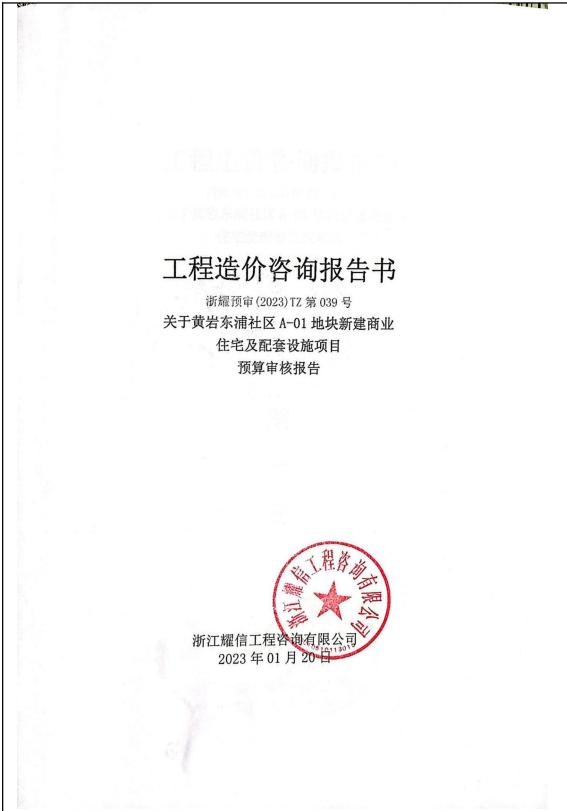 工程造价咨询报告书
浙耀预审(2023)TZ 第 039 号
关于黄岩东浦社区 A-01 地块新建商业
住宅及配套设施项目
预算审核报告
浙江耀信工程咨询有限公司
浙江耀信工程咨询有限公司
2023 年 01 月 20 日